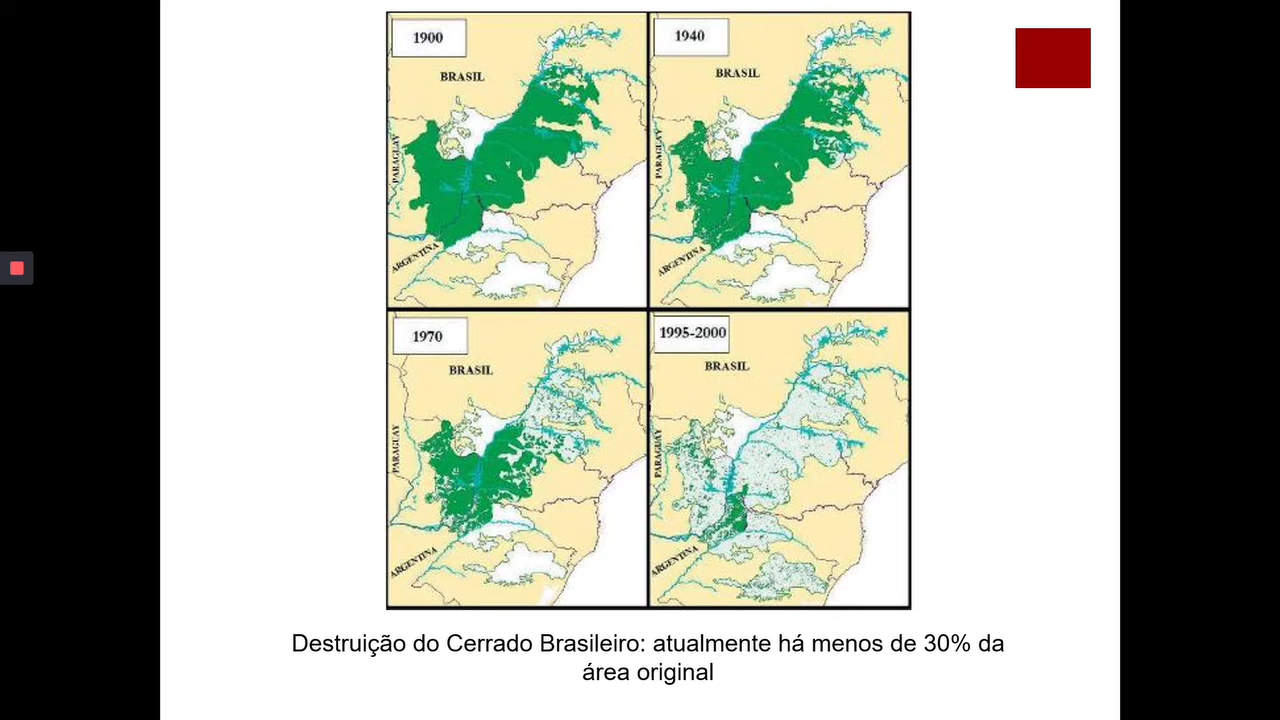 1900
BRASIL
PARAGUAY
ARGENTINA
1940
BRASIL
PARAGUAY
ARGENTINA
1970
BRASIL
PARAGUAY
ARGENTINA
1995-2000
BRASIL
PARAGUAY
ARGENTINA
Destruição do Cerrado Brasileiro: atualmente há menos de 30% da
área original